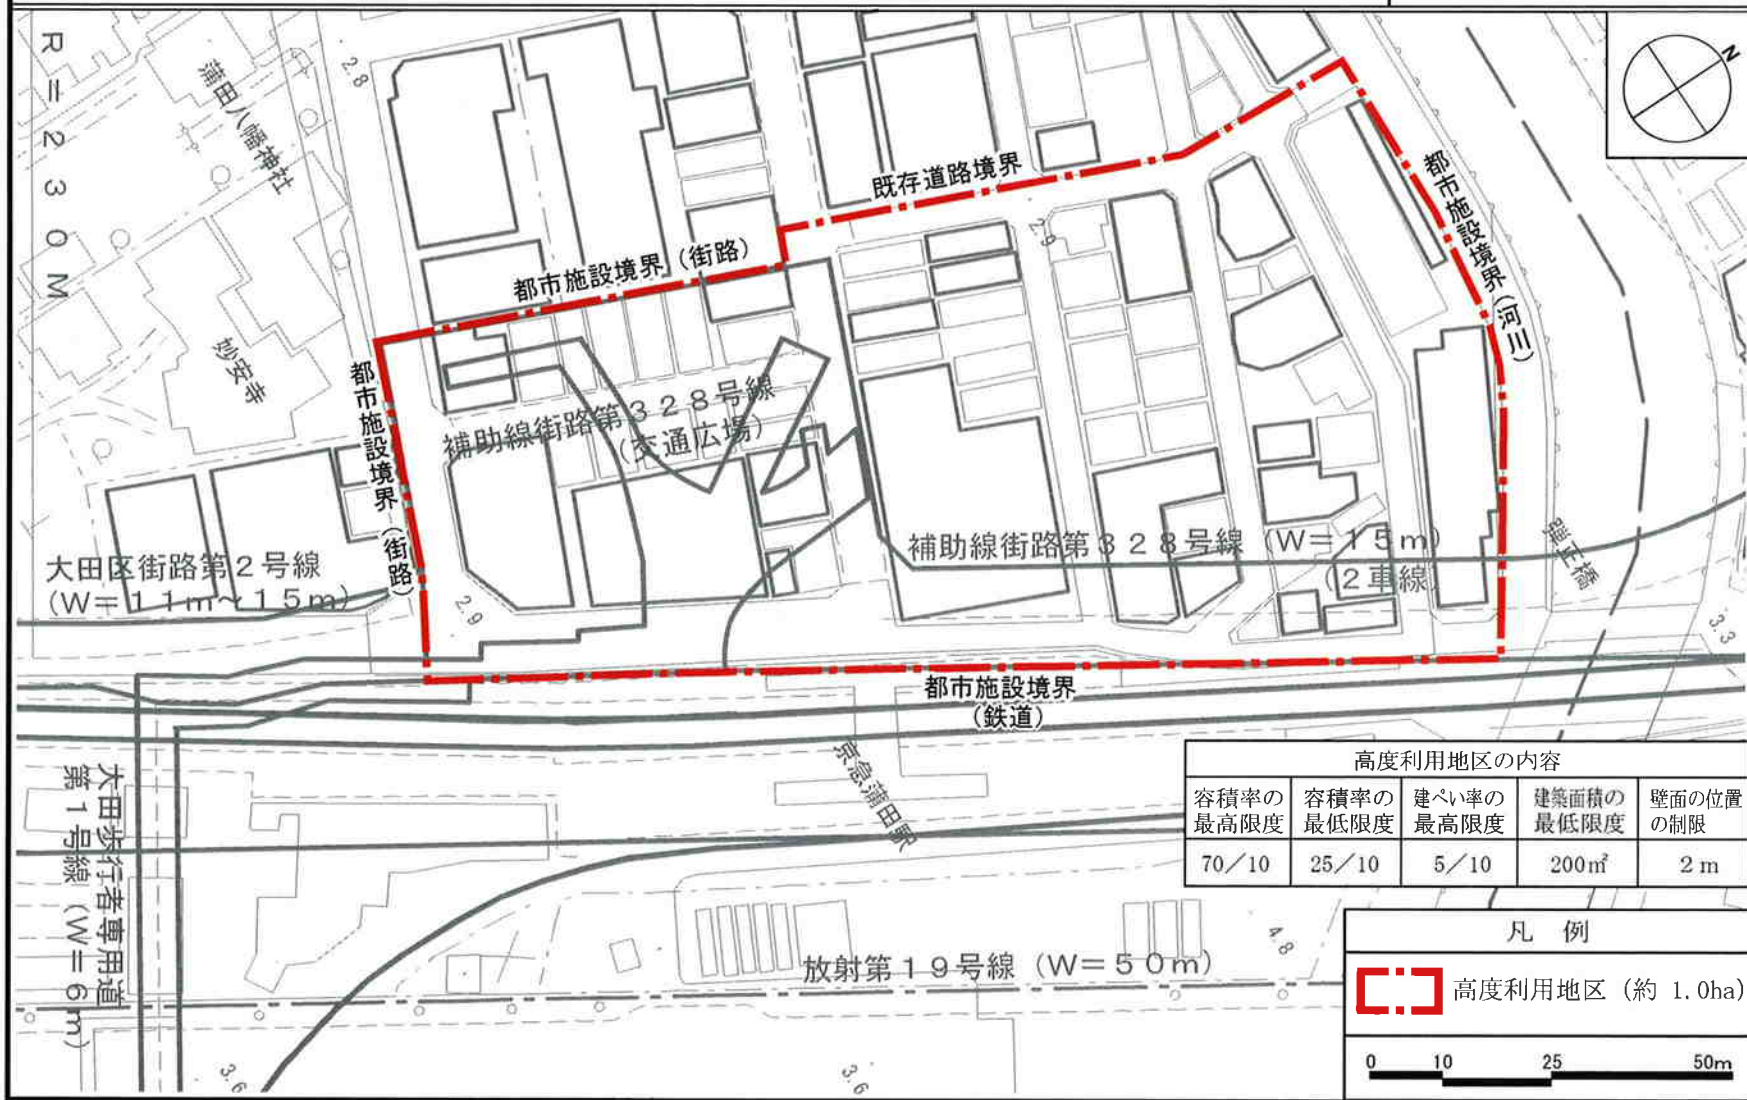 N
R=230M
蒲田八幡神社
2.8
妙安寺
既存道路境界
2.9
都市施設境界(河川)
都市施設境界(街路)
都市施設境界(街路)
補助線街路第328号線
(交通広場)
大田区街路第2号線
(W=11m~15m)
2.9
補助線街路第328号線(W=15m)
(2車線)
弾正橋
3.3
都市施設境界
(鉄道)
京急蒲田駅
大田歩行者専用道
第1号線(W=6m)
高度利用地区の内容
容積率の最高限度 容積率の最低限度 建ぺい率の最高限度 建築面積の最低限度 壁面の位置の制限
70/10 25/10 5/10 200㎡ 2m
放射第19号線(W=50m)
4.8
3.6
3.6
凡例
高度利用地区(約 1.0ha)
0 10 25 50m